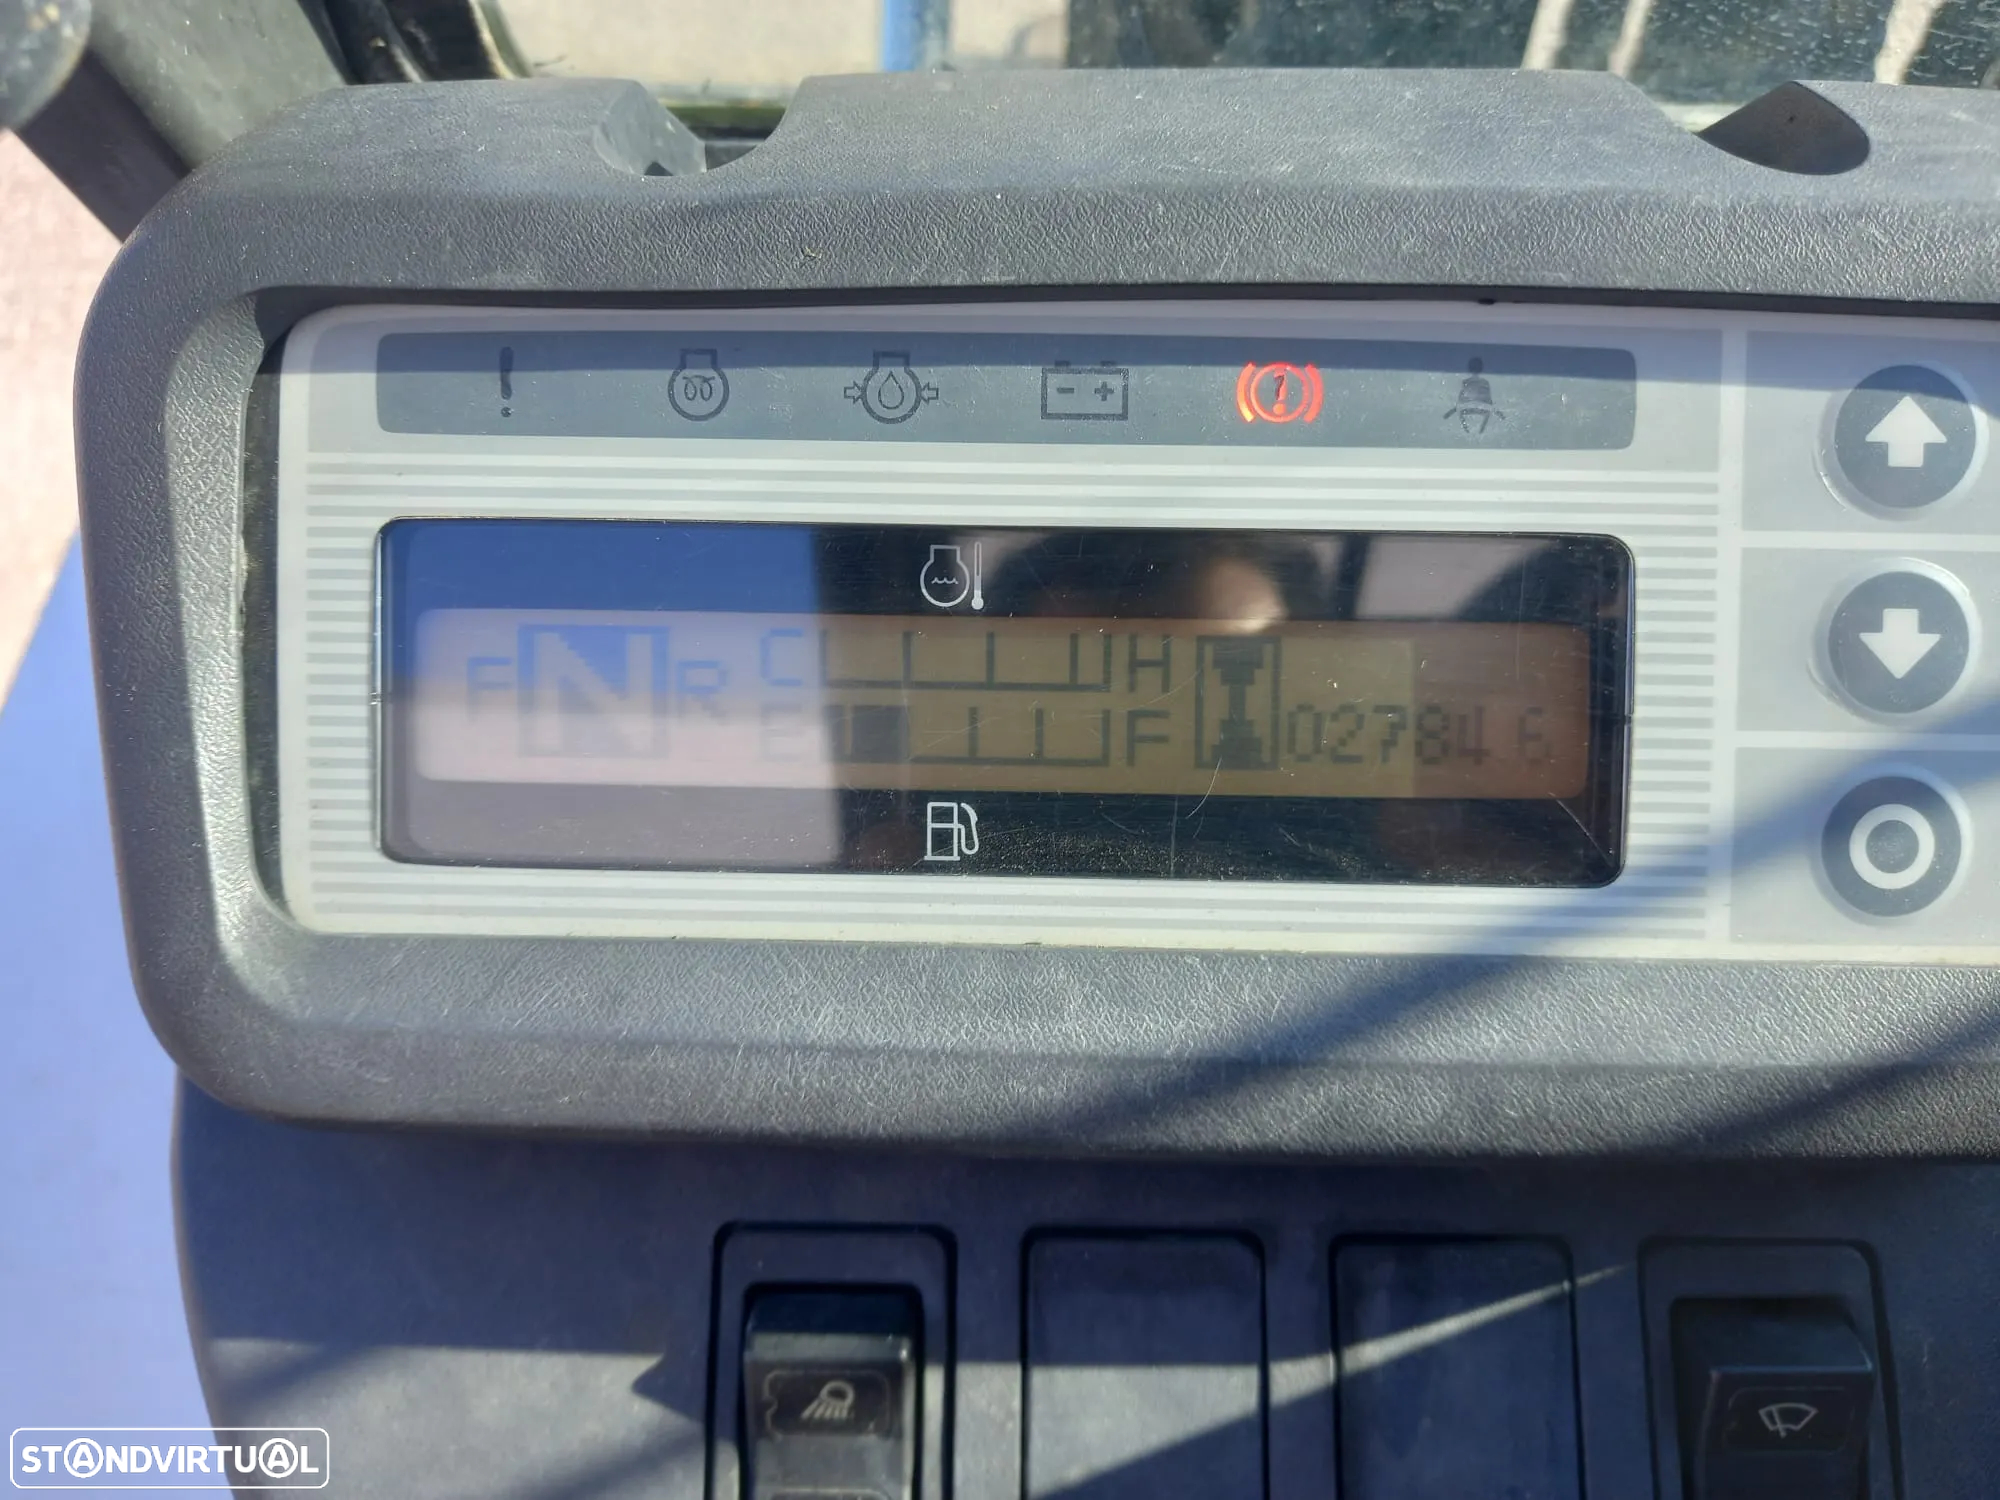 F N R C H
E F 02784.6
STANDVIRTUAL